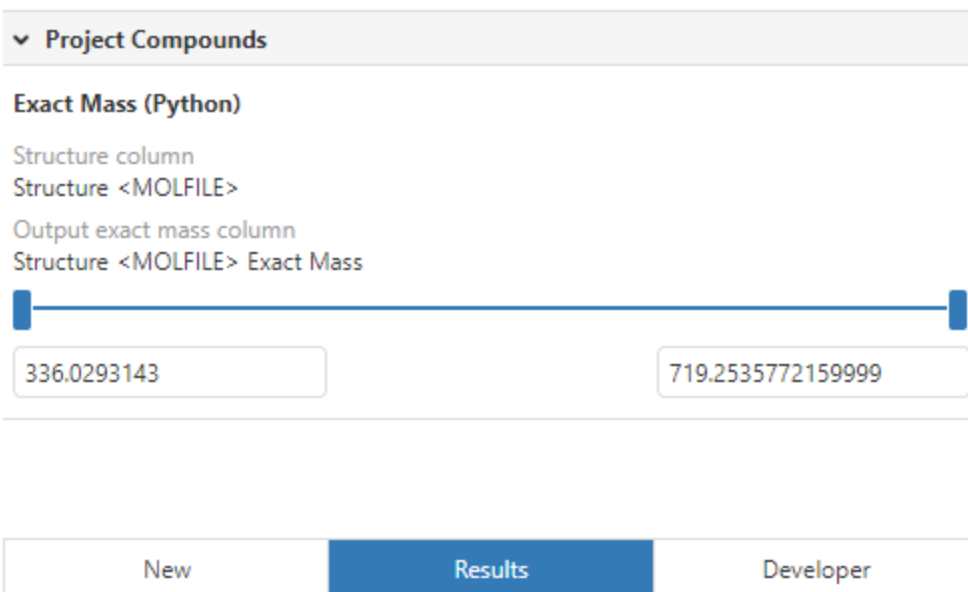 Project Compounds
Exact Mass (Python)
Structure column
Structure <MOLFILE>
Output exact mass column
Structure <MOLFILE> Exact Mass
336.0293143 719.2535772159999
New Results Developer